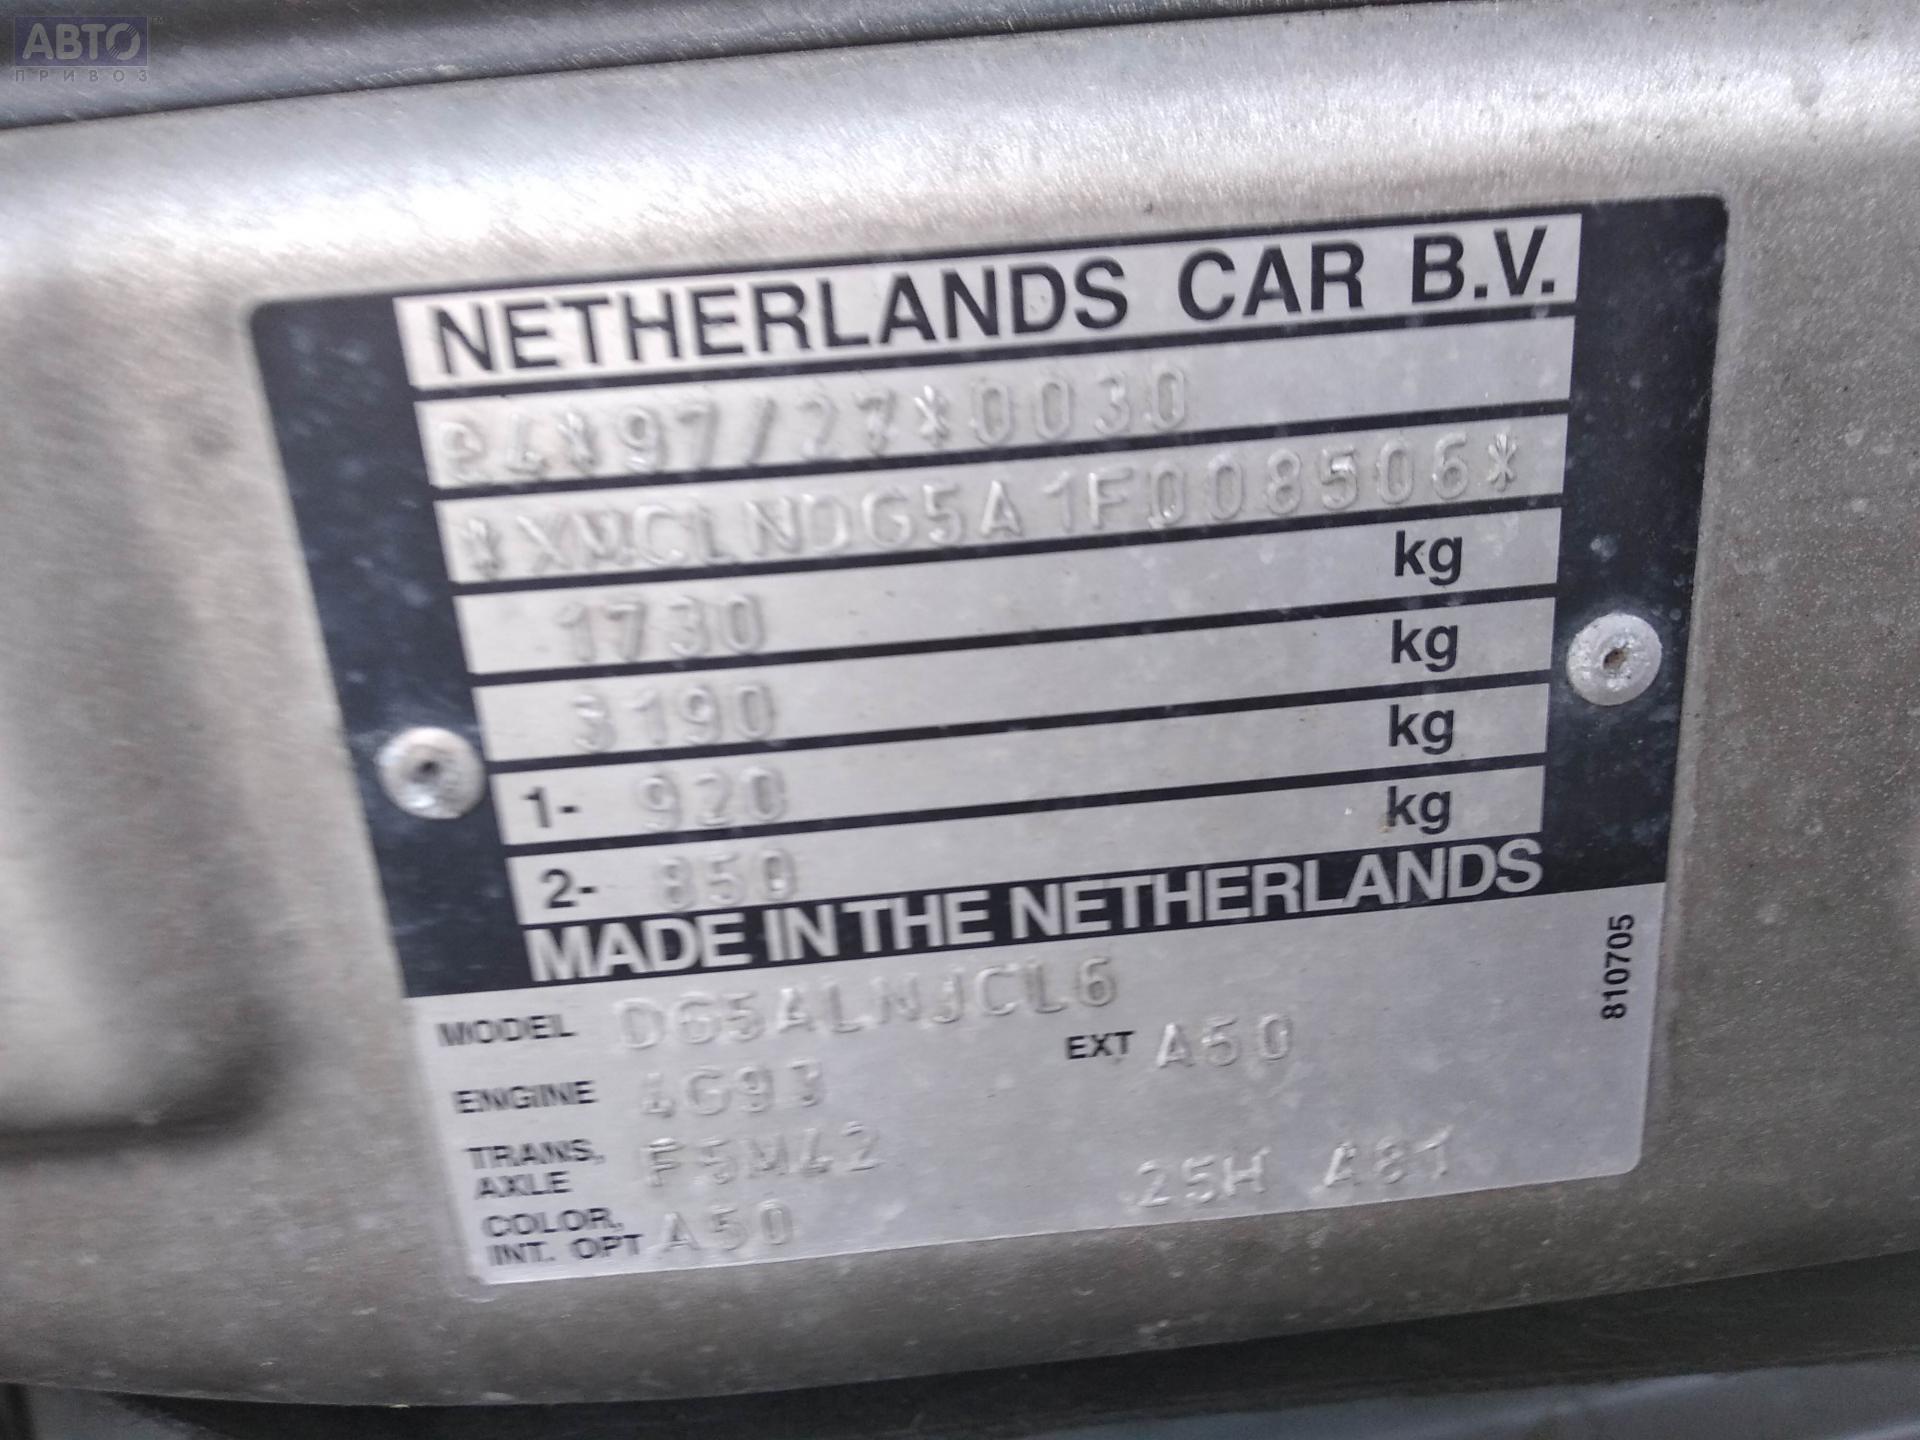 АВТО
ПРИВОЗ
NETHERLANDS CAR B.V.
e4*97/27*0030
*XMCLNDG5A1F008506*
1730 kg
3190 kg
1- 920 kg
2- 850 kg
MADE IN THE NETHERLANDS
810705
MODEL DG5ALNJCL6
EXT A50
ENGINE 4G93
TRANS, AXLE F5M42
COLOR, INT. OPT A50 25H A81